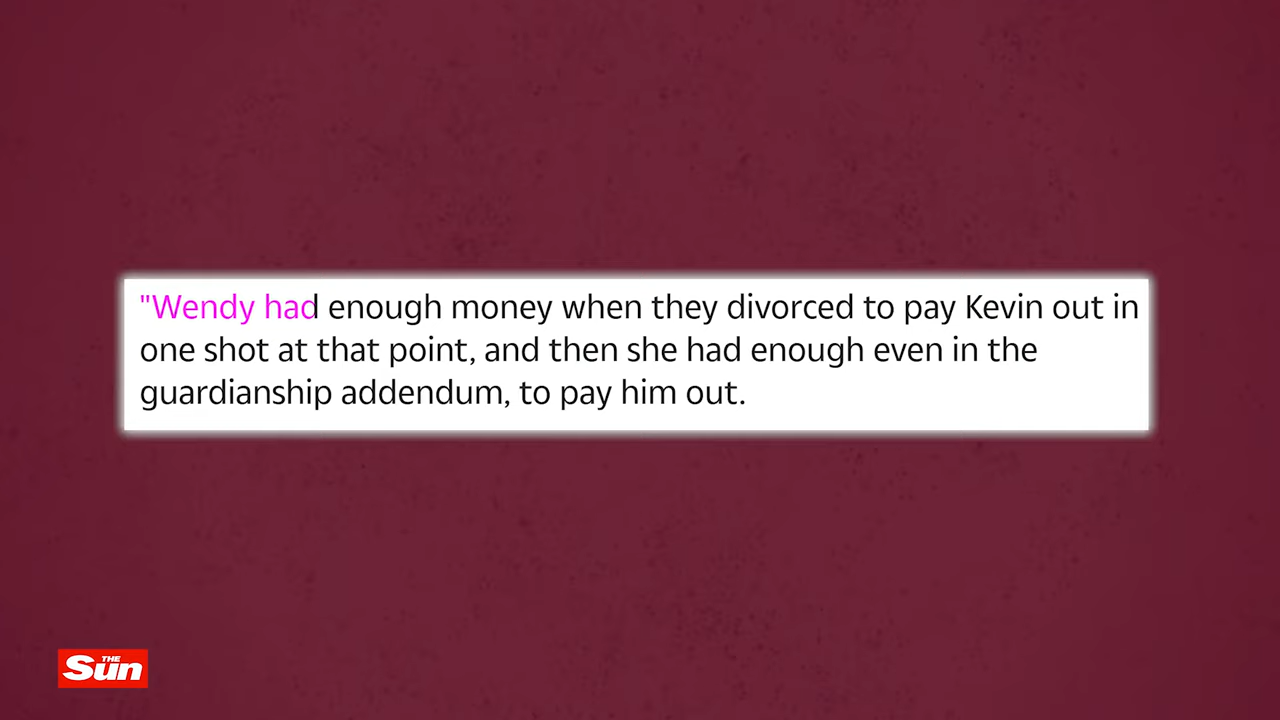 "Wendy had enough money when they divorced to pay Kevin out in
one shot at that point, and then she had enough even in the
guardianship addendum, to pay him out.
THE
Sun